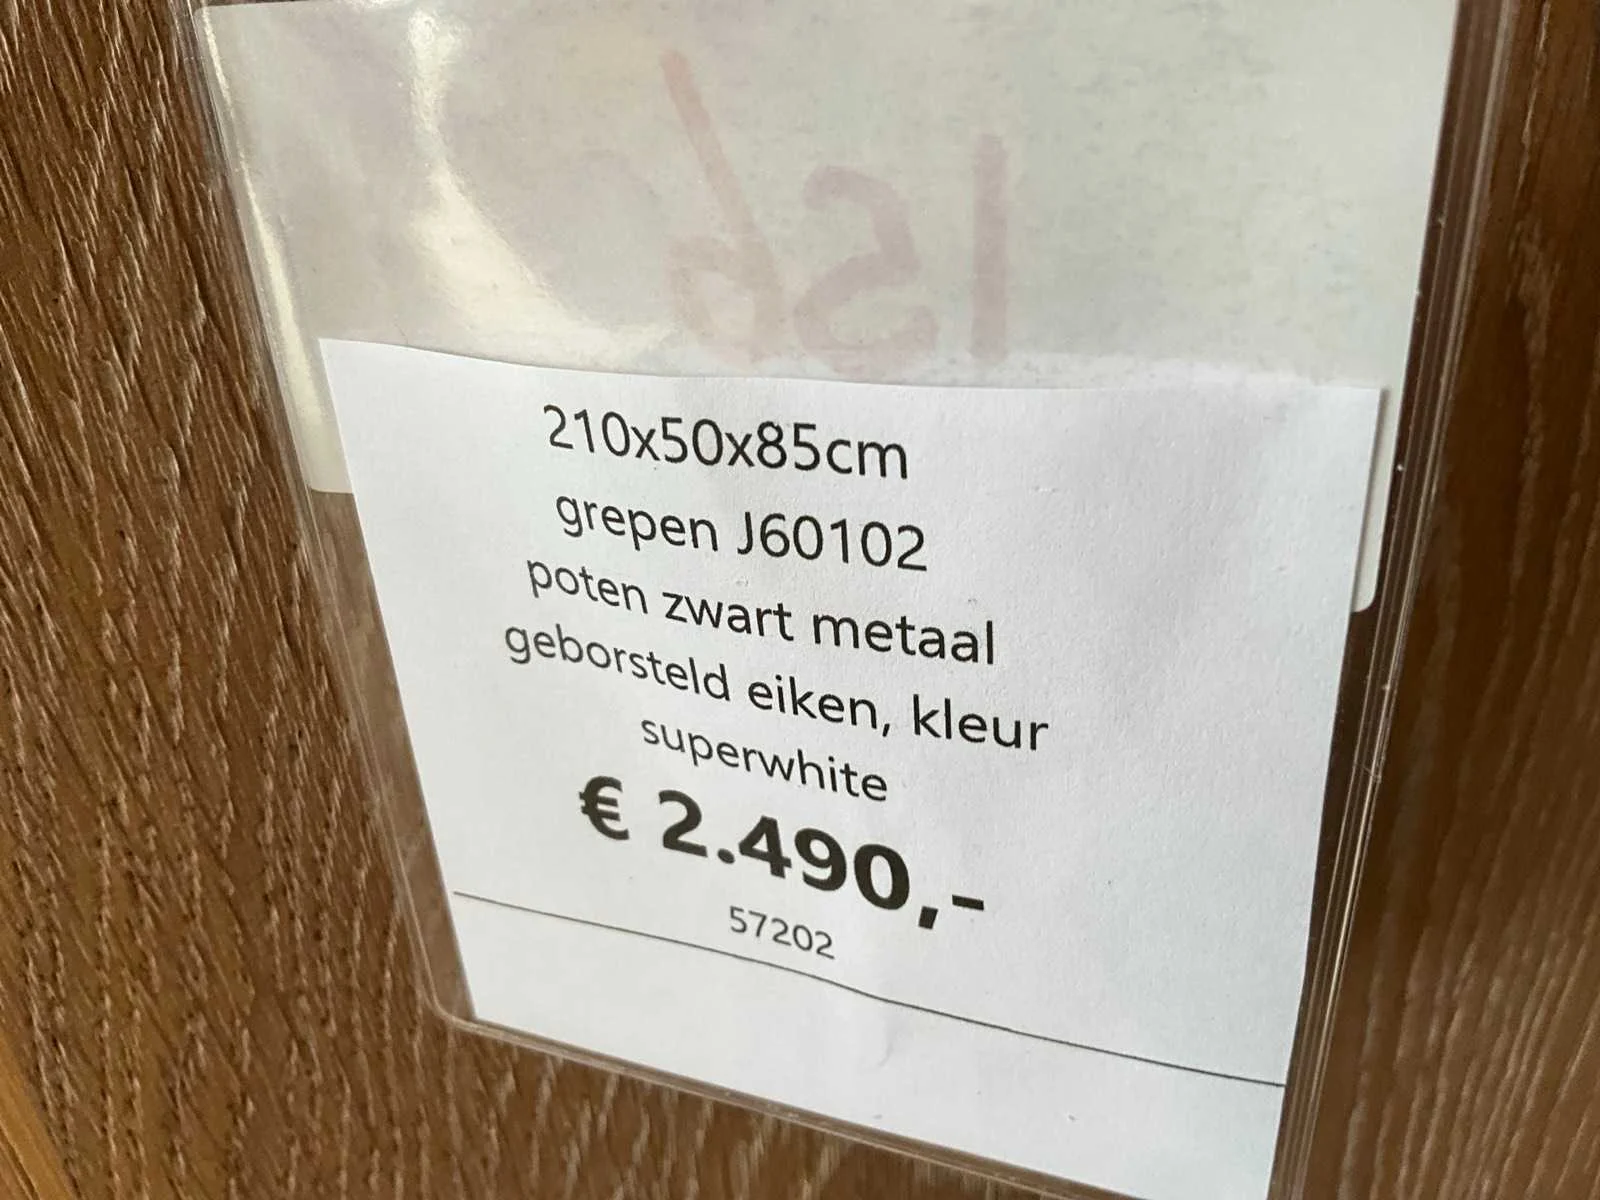 210x50x85cm
grepen J60102
poten zwart metaal
geborsteld eiken, kleur
superwhite
€ 2.490,-
57202